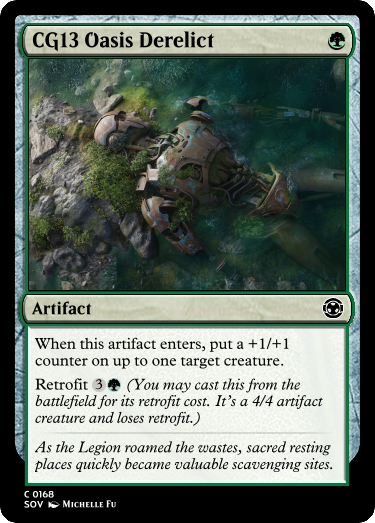 CG13 Oasis Derelict
Artifact
When this artifact enters, put a +1/+1
counter on up to one target creature.
Retrofit 3 (You may cast this from the
battlefield for its retrofit cost. It's a 4/4 artifact
creature and loses retrofit.)
As the Legion roamed the wastes, sacred resting
places quickly became valuable scavenging sites.
C 0168
SOV Michelle Fu